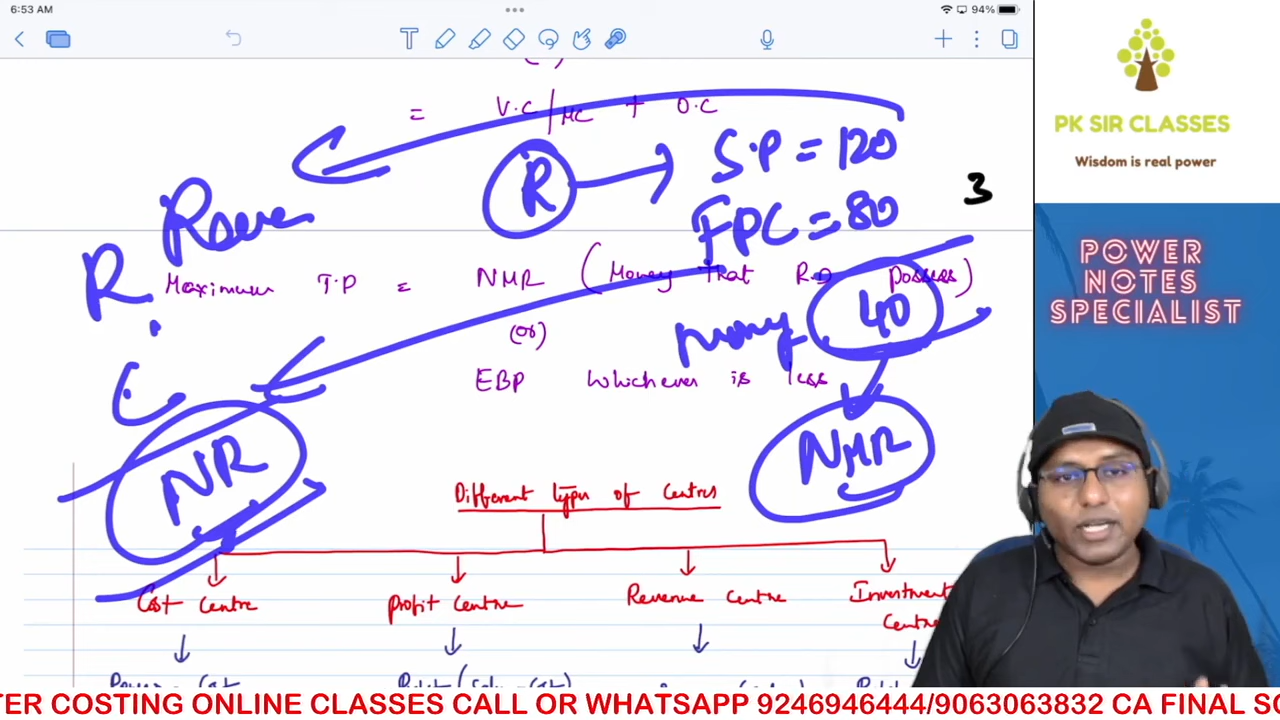 6:53 AM
94%
= V.C/MC + O.C
R → S.P = 120
FPC = 80
3
R
Maximum T.P = NMR (Money that R.D Possess)
(or)
EBP Whichever is less
Money 40
NR
NMR
Different types of Centres
Cost Centre
Profit Centre
Revenue Centre
Investment Centre
PK SIR CLASSES
Wisdom is real power
POWER
NOTES
SPECIALIST
TER COSTING ONLINE CLASSES CALL OR WHATSAPP 9246946444/9063063832 CA FINAL SC